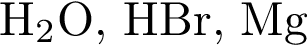 H₂O, HBr, Mg